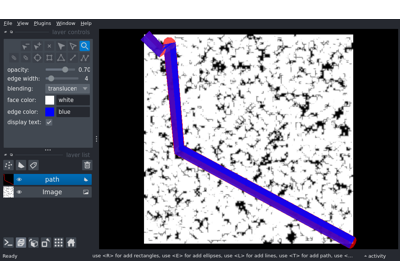 File View Plugins Window Help
layer controls
opacity: 0.70
edge width: 4
blending: translucen
face color: white
edge color: blue
display text:
layer list
path
Image
Ready use <R> for add rectangles, use <E> for add ellipses, use <L> for add lines, use <T> for add path, use <... activity